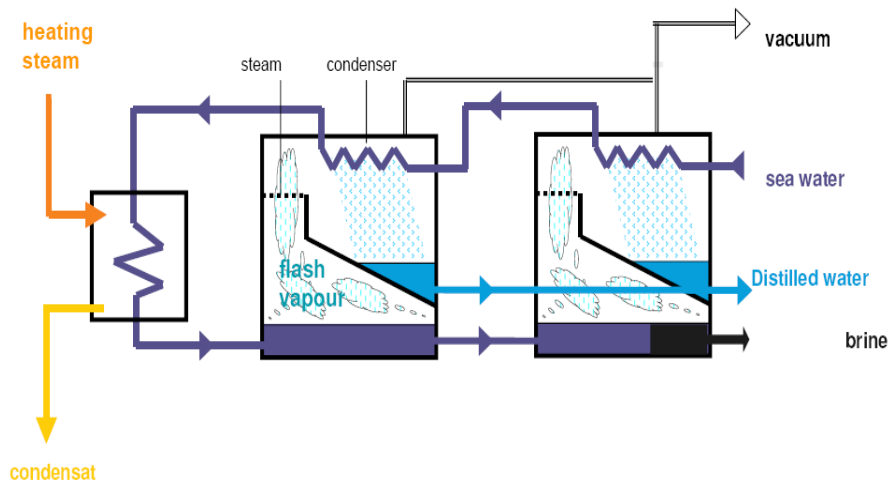 heating
steam
steam
condenser
vacuum
sea water
flash
vapour
Distilled water
brine
condensat